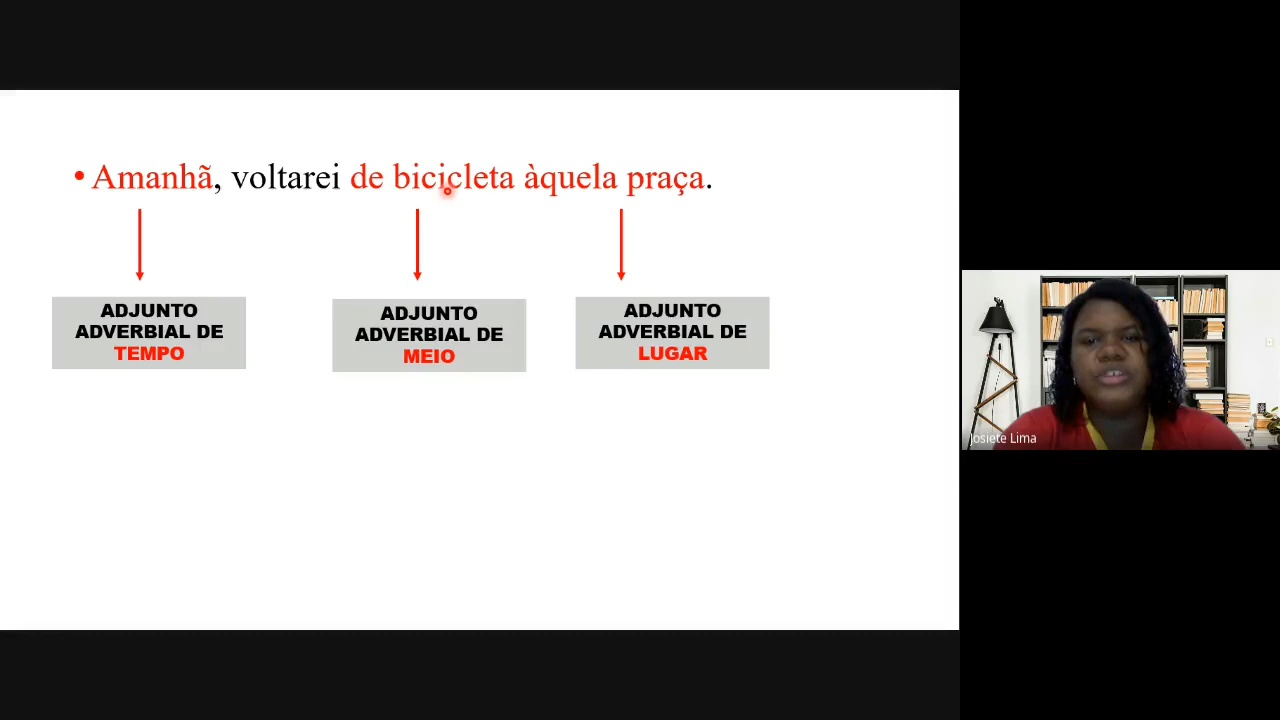 • Amanhã, voltarei de bicicleta àquela praça.
ADJUNTO
ADVERBIAL DE
TEMPO
ADJUNTO
ADVERBIAL DE
MEIO
ADJUNTO
ADVERBIAL DE
LUGAR
Josiete Lima